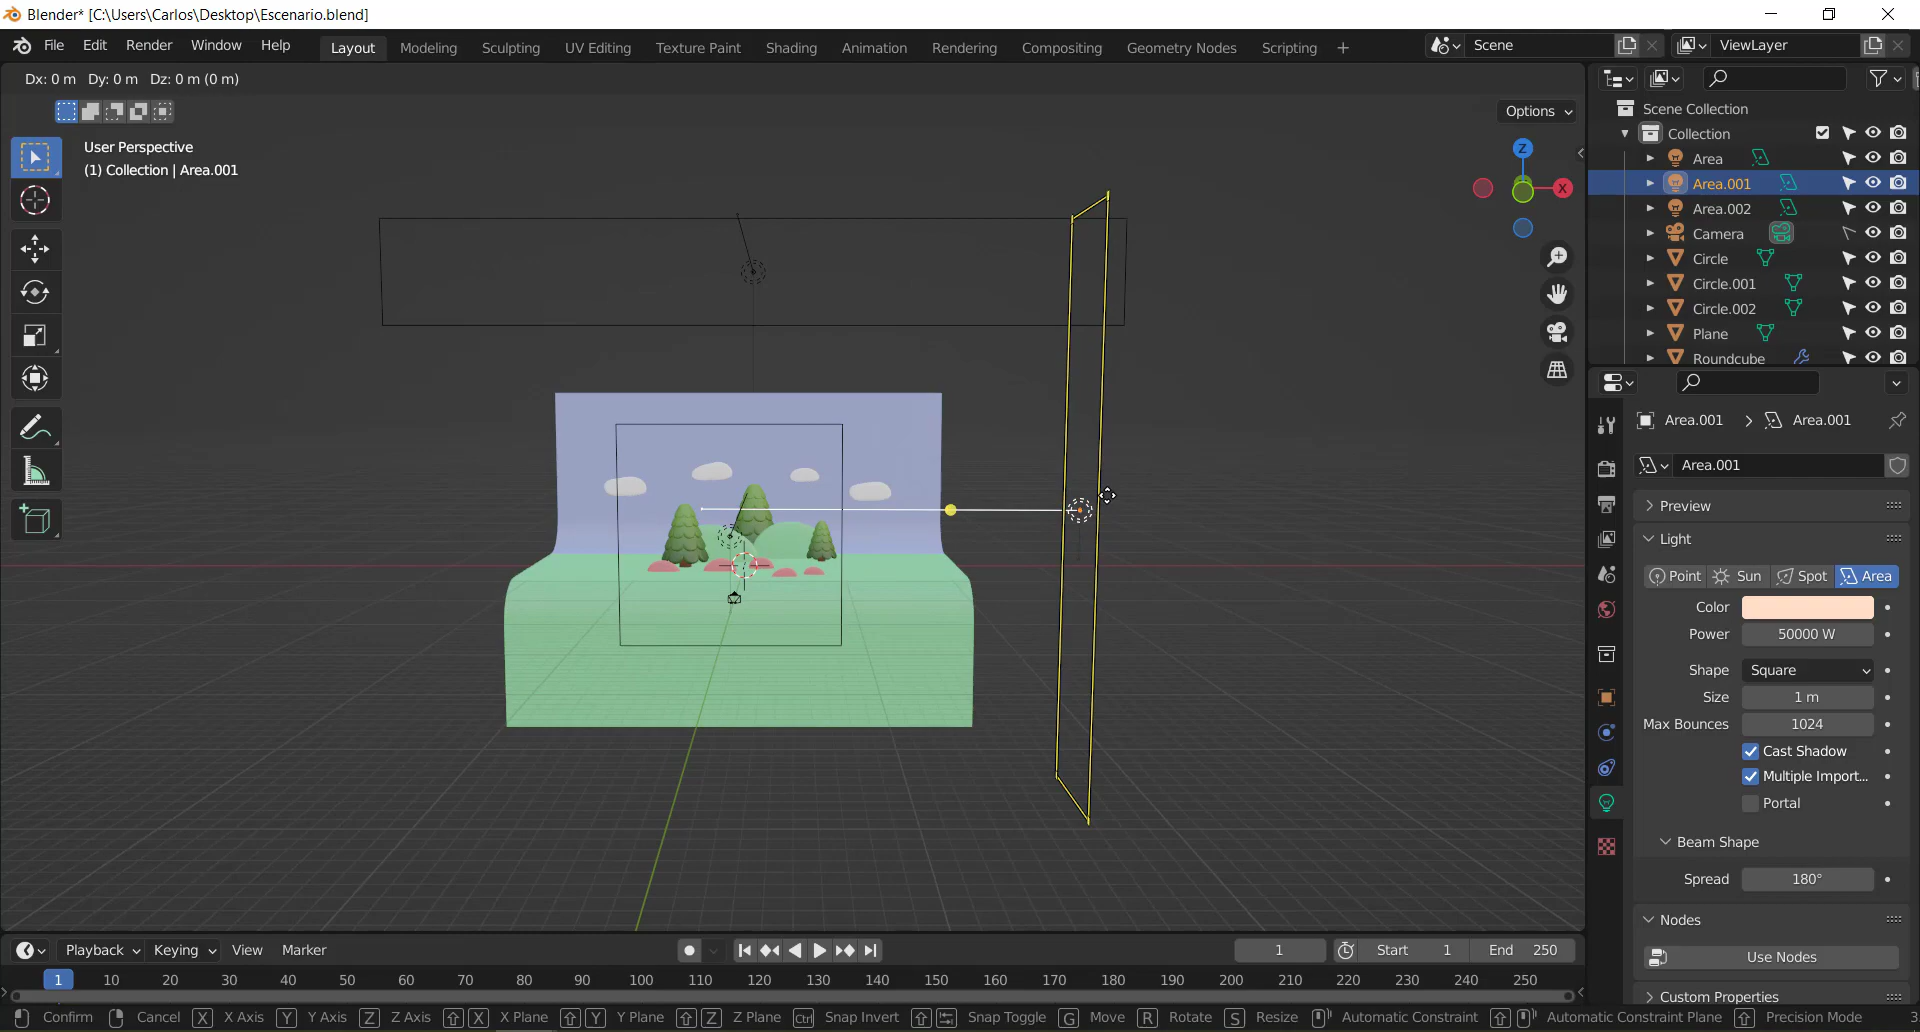 Blender* [C:\Users\Carlos\Desktop\Escenario.blend]
File Edit Render Window Help Layout Modeling Sculpting UV Editing Texture Paint Shading Animation Rendering Compositing Geometry Nodes Scripting + Scene ViewLayer
Dx: 0 m Dy: 0 m Dz: 0 m (0 m)
Options
User Perspective
(1) Collection | Area.001
Z
X
Scene Collection
Collection
Area
Area.001
Area.002
Camera
Circle
Circle.001
Circle.002
Plane
Roundcube
Area.001 > Area.001
Area.001
Preview
Light
Point Sun Spot Area
Color
Power 50000 W
Shape Square
Size 1 m
Max Bounces 1024
Cast Shadow
Multiple Import...
Portal
Beam Shape
Spread 180°
Nodes
Use Nodes
Custom Properties
Playback Keying View Marker 1 Start 1 End 250
1 10 20 30 40 50 60 70 80 90 100 110 120 130 140 150 160 170 180 190 200 210 220 230 240 250
Confirm Cancel X X Axis Y Y Axis Z Z Axis X X Plane Y Y Plane Z Z Plane Ctrl Snap Invert Snap Toggle G Move R Rotate S Resize Automatic Constraint Automatic Constraint Plane Precision Mode 3